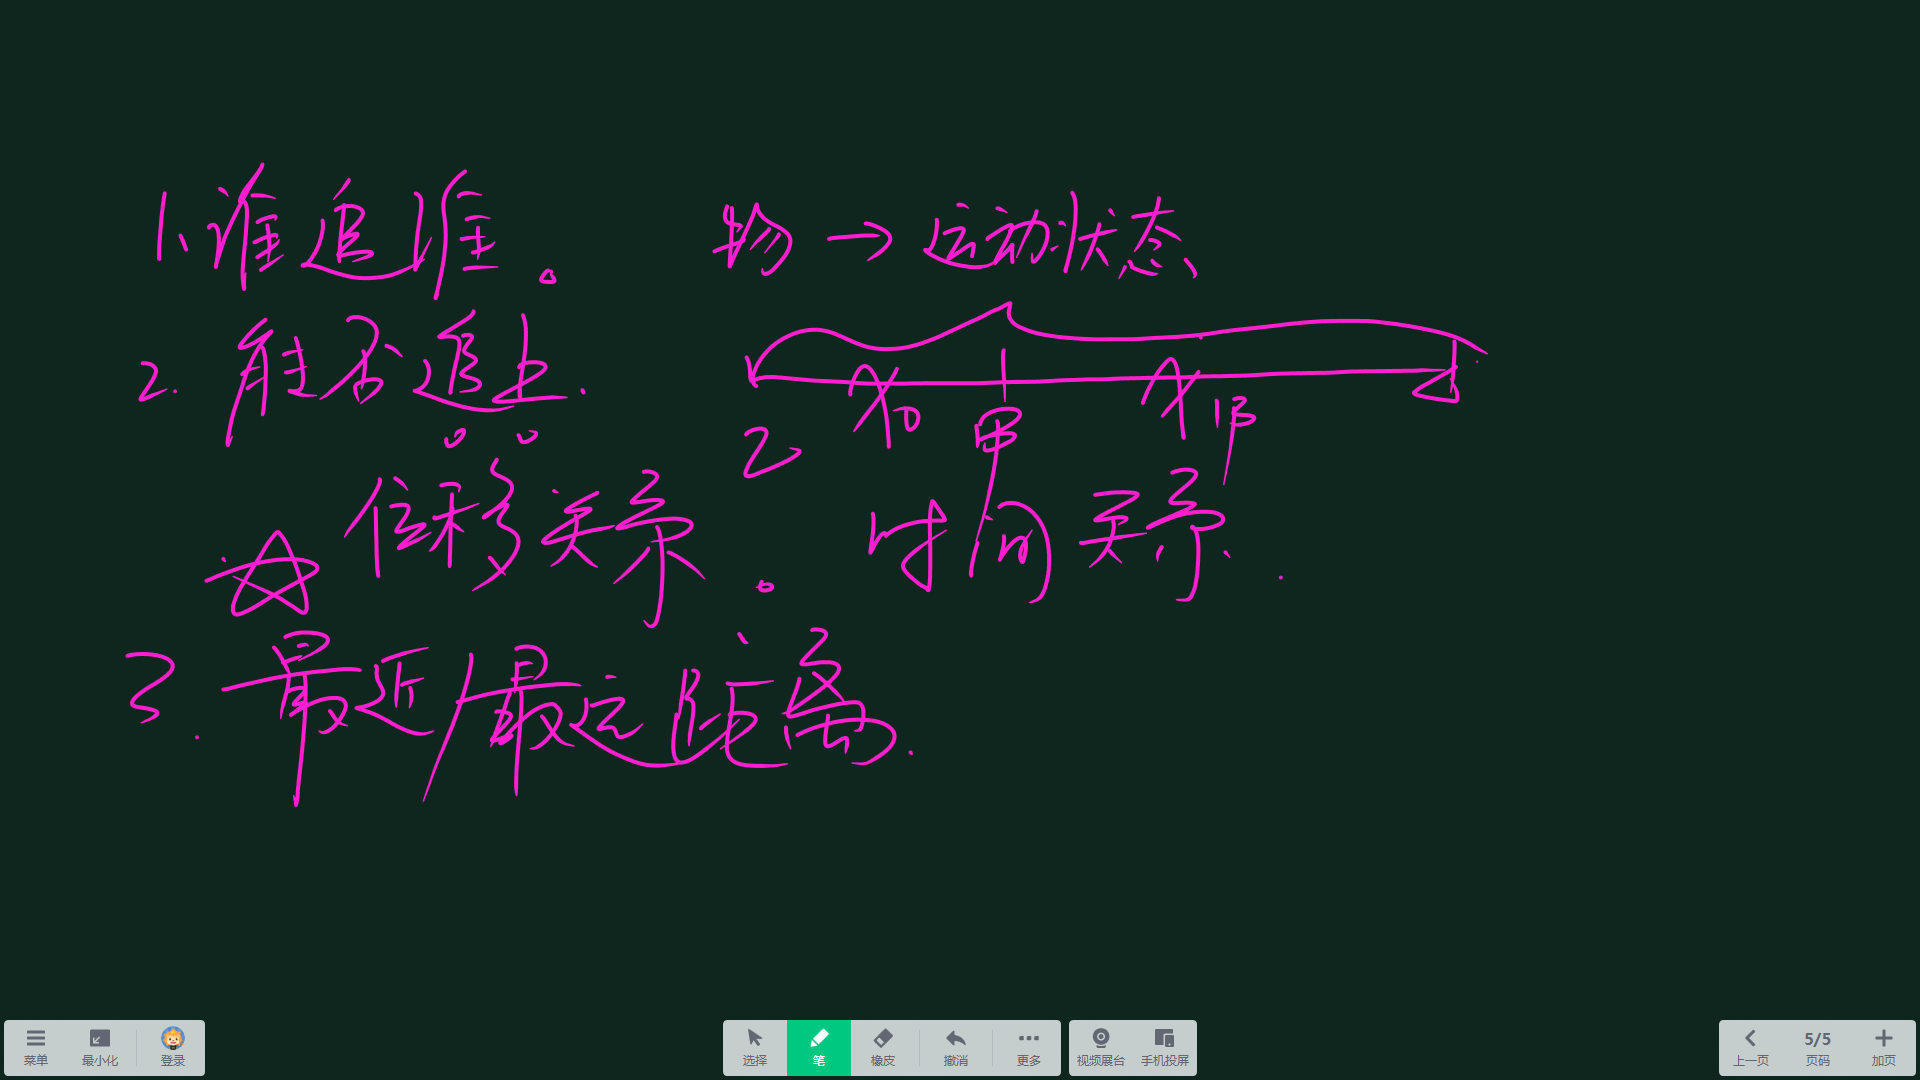 1.谁追谁。 物→运动状态
2.能否追上.
x0 x乙
乙 甲
☆ 位移关系。 时间关系.
3.最近/最远距离.
菜单 最小化 登录 选择 笔 橡皮 撤消 更多 视频展台 手机投屏 上一页 5/5 页码 加页